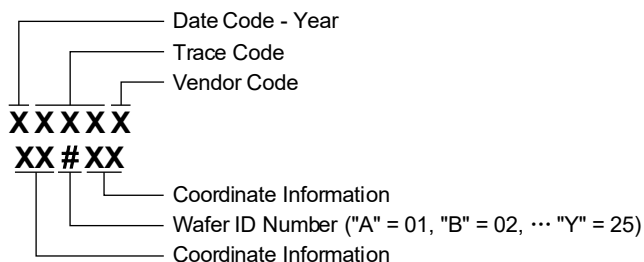 Date Code - Year
Trace Code
Vendor Code
XXXXX
XX#XX
Coordinate Information
Wafer ID Number ("A" = 01, "B" = 02, ··· "Y" = 25)
Coordinate Information